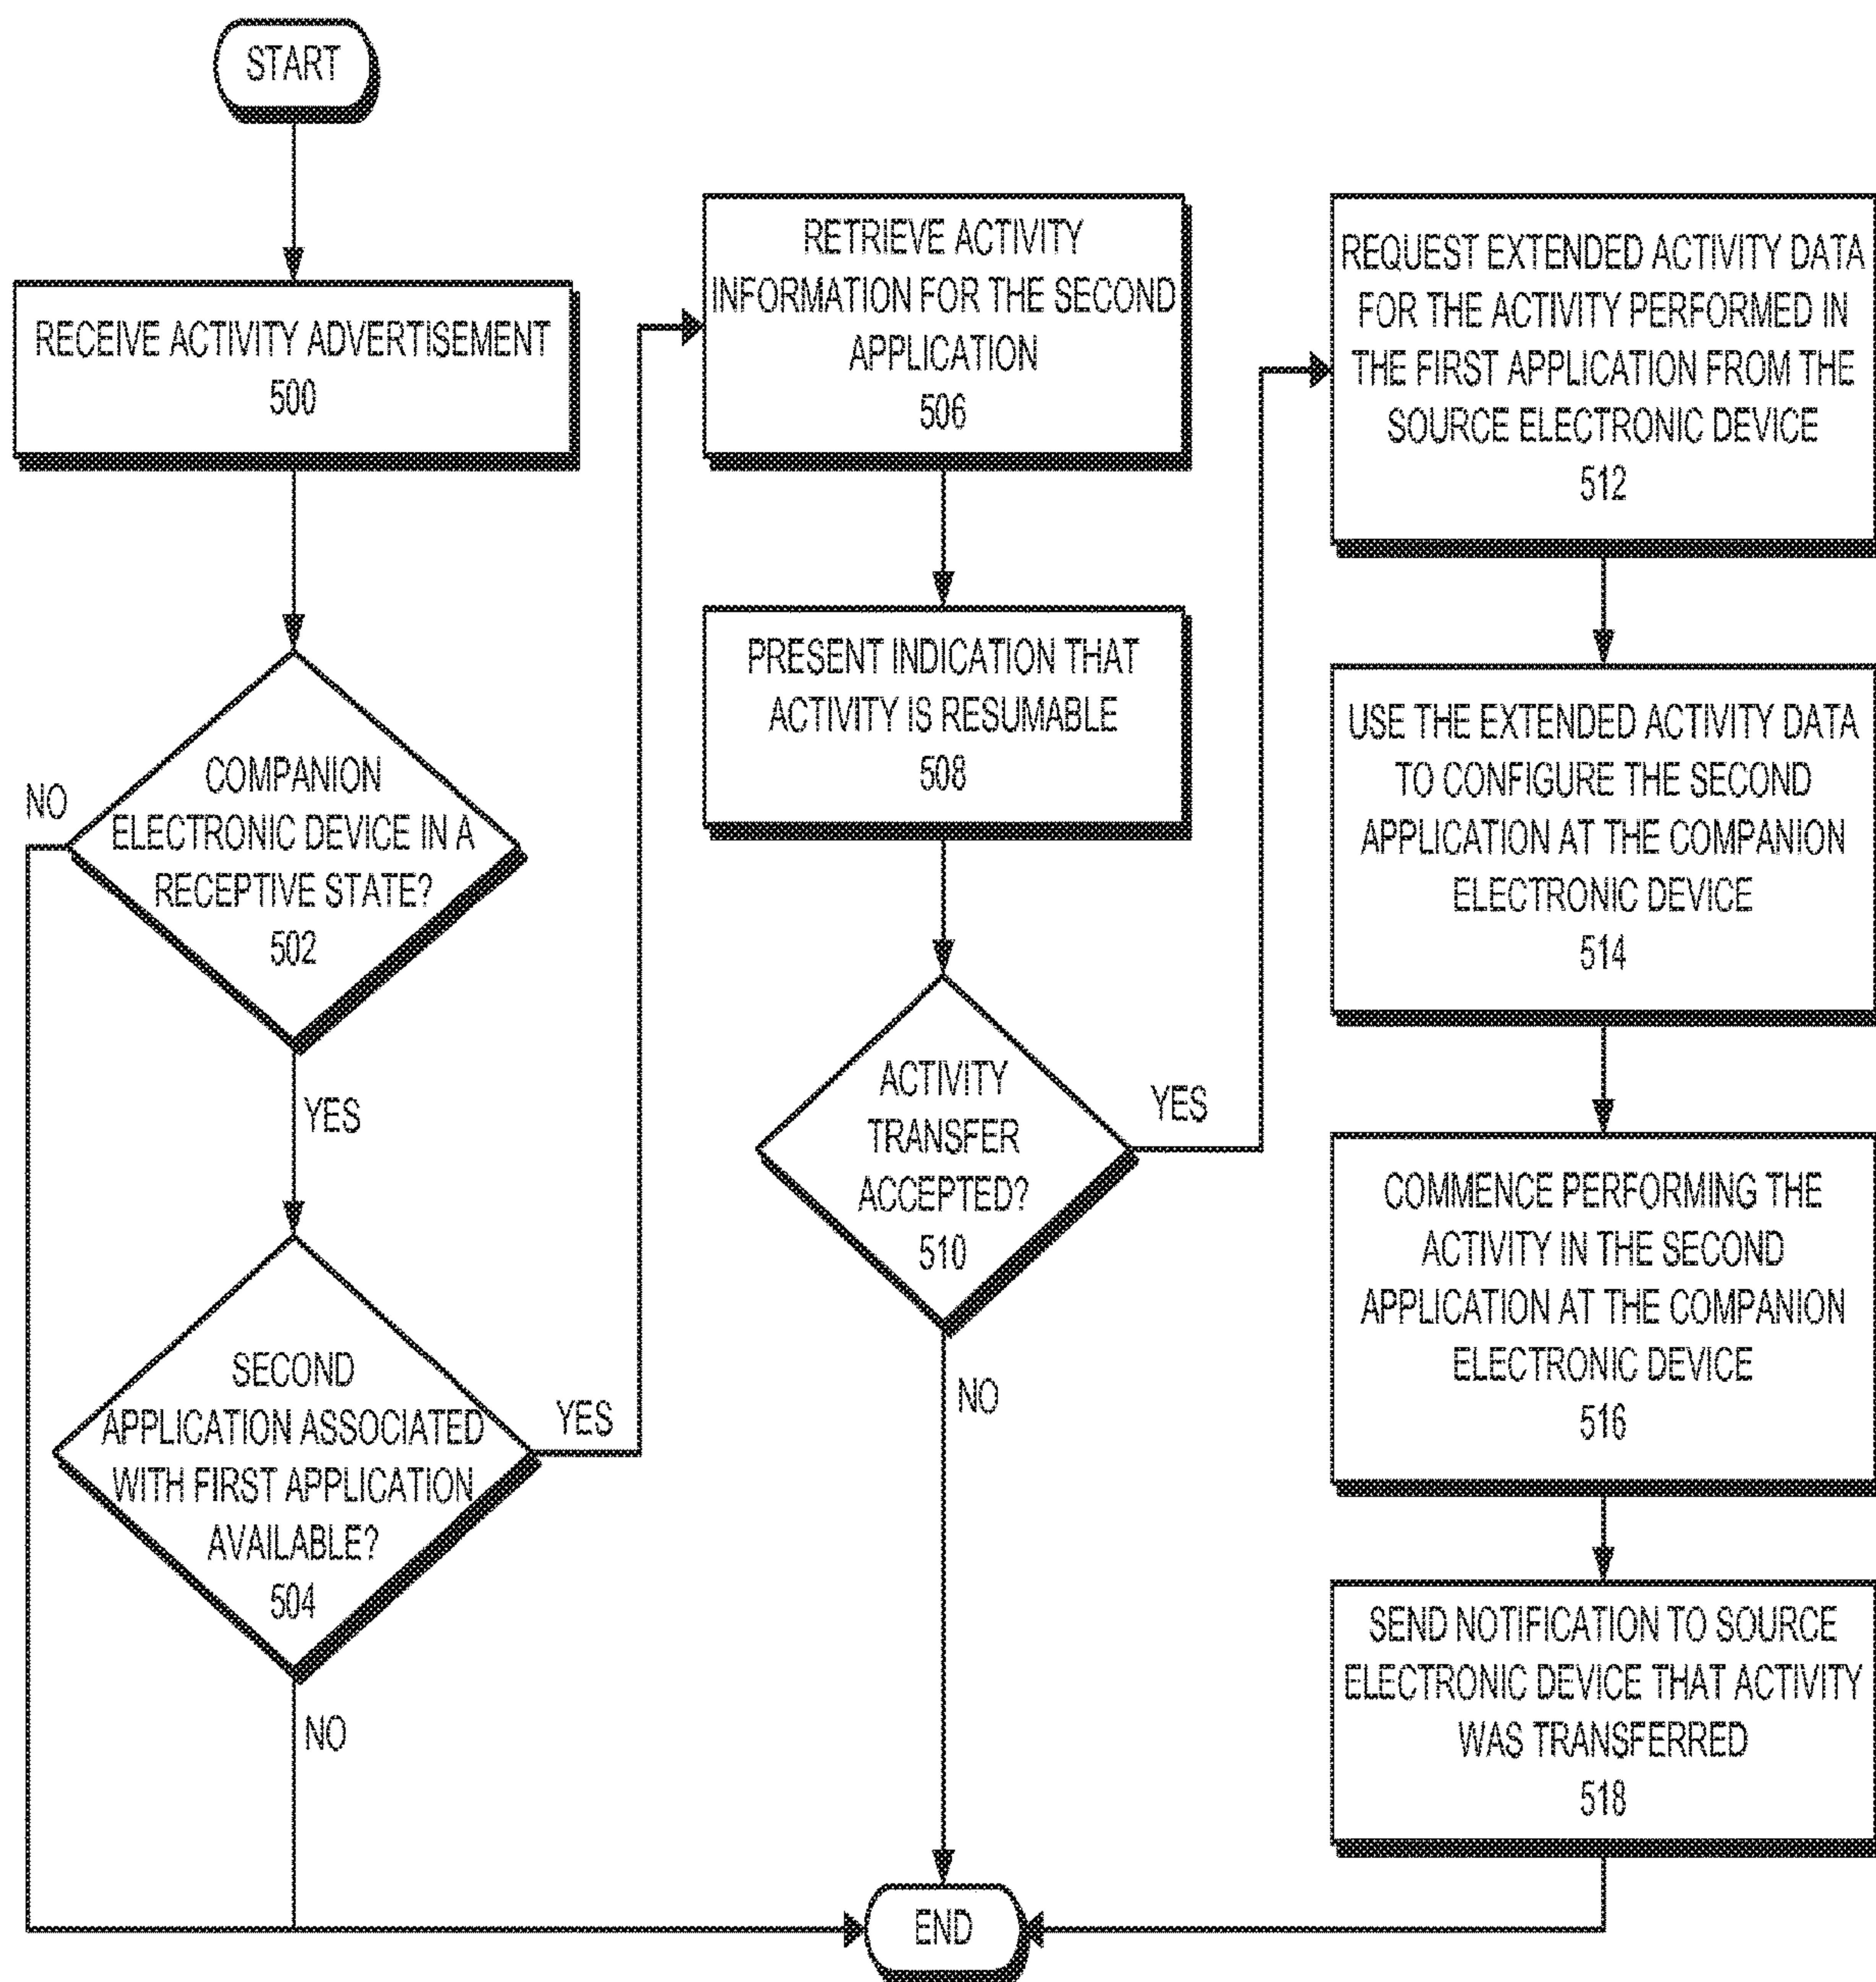 START
RECEIVE ACTIVITY ADVERTISEMENT
500
COMPANION
ELECTRONIC DEVICE IN A
RECEPTIVE STATE?
502
NO
YES
SECOND
APPLICATION ASSOCIATED
WITH FIRST APPLICATION
AVAILABLE?
504
YES
NO
RETRIEVE ACTIVITY
INFORMATION FOR THE SECOND
APPLICATION
506
PRESENT INDICATION THAT
ACTIVITY IS RESUMABLE
508
ACTIVITY
TRANSFER
ACCEPTED?
510
YES
NO
REQUEST EXTENDED ACTIVITY DATA
FOR THE ACTIVITY PERFORMED IN
THE FIRST APPLICATION FROM THE
SOURCE ELECTRONIC DEVICE
512
USE THE EXTENDED ACTIVITY DATA
TO CONFIGURE THE SECOND
APPLICATION AT THE COMPANION
ELECTRONIC DEVICE
514
COMMENCE PERFORMING THE
ACTIVITY IN THE SECOND
APPLICATION AT THE COMPANION
ELECTRONIC DEVICE
516
SEND NOTIFICATION TO SOURCE
ELECTRONIC DEVICE THAT ACTIVITY
WAS TRANSFERRED
518
END